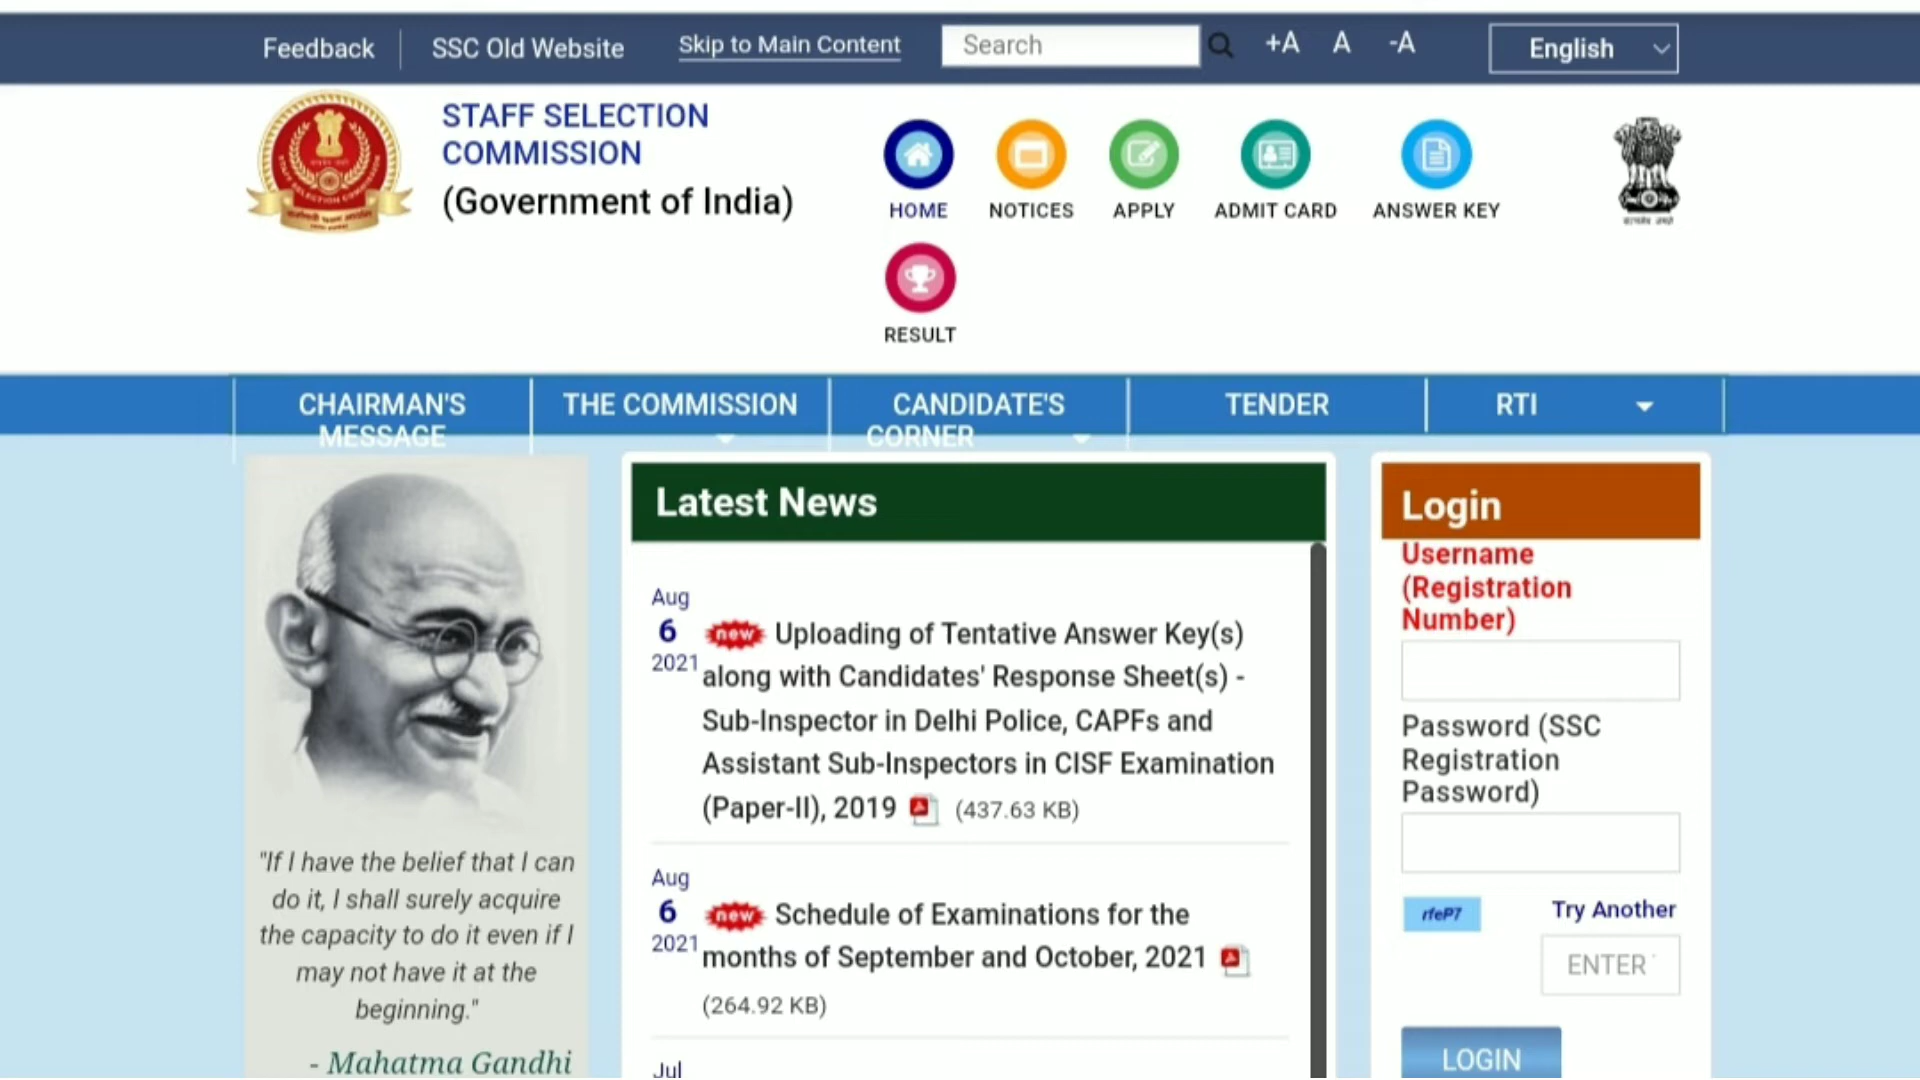 Feedback
SSC Old Website
Skip to Main Content
Search
+A A -A
English
STAFF SELECTION
COMMISSION
(Government of India)
HOME
NOTICES
APPLY
ADMIT CARD
ANSWER KEY
RESULT
CHAIRMAN'S
MESSAGE
THE COMMISSION
CANDIDATE'S
CORNER
TENDER
RTI
"If I have the belief that I can
do it, I shall surely acquire
the capacity to do it even if I
may not have it at the
beginning."
- Mahatma Gandhi
Latest News
Aug
6
2021
new Uploading of Tentative Answer Key(s)
along with Candidates' Response Sheet(s) -
Sub-Inspector in Delhi Police, CAPFs and
Assistant Sub-Inspectors in CISF Examination
(Paper-II), 2019 (437.63 KB)
Aug
6
2021
new Schedule of Examinations for the
months of September and October, 2021
(264.92 KB)
Jul
Login
Username
(Registration
Number)
Password (SSC
Registration
Password)
rfeP7
Try Another
ENTER
LOGIN